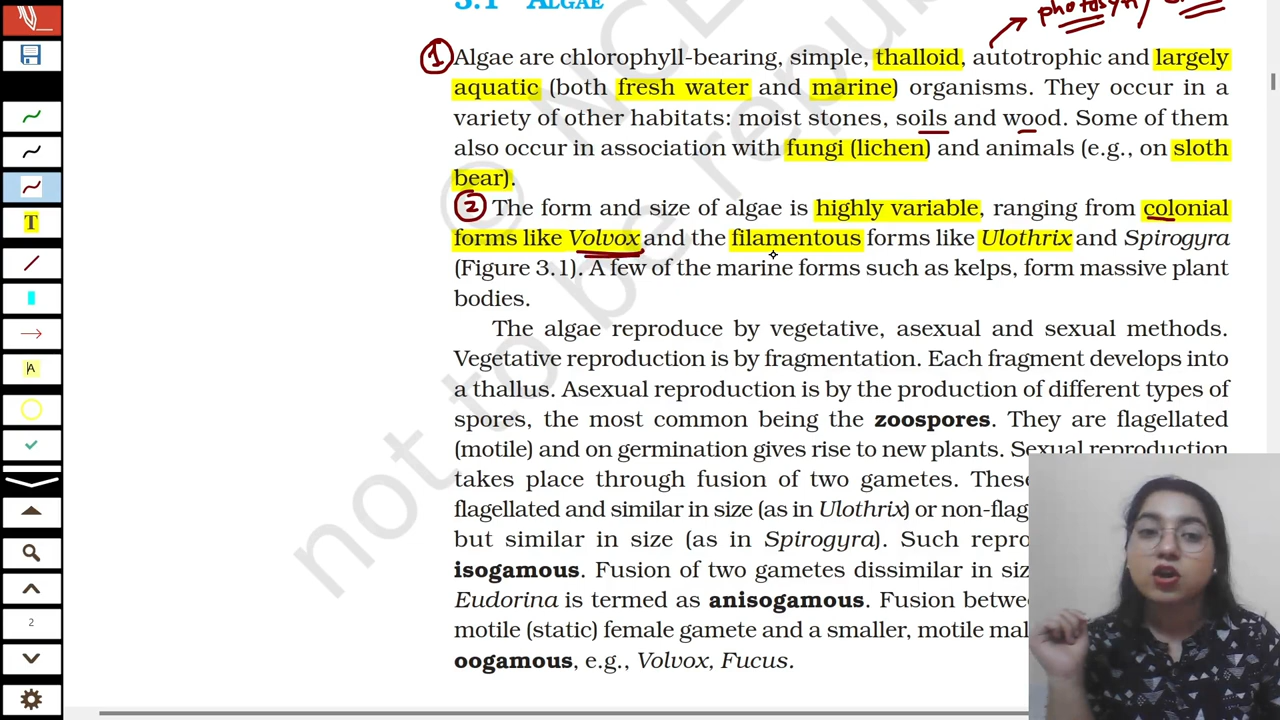 3.1 ALGAE
photosyn
① Algae are chlorophyll-bearing, simple, thalloid, autotrophic and largely
aquatic (both fresh water and marine) organisms. They occur in a
variety of other habitats: moist stones, soils and wood. Some of them
also occur in association with fungi (lichen) and animals (e.g., on sloth
bear).
② The form and size of algae is highly variable, ranging from colonial
forms like Volvox and the filamentous forms like Ulothrix and Spirogyra
(Figure 3.1). A few of the marine forms such as kelps, form massive plant
bodies.
The algae reproduce by vegetative, asexual and sexual methods.
Vegetative reproduction is by fragmentation. Each fragment develops into
a thallus. Asexual reproduction is by the production of different types of
spores, the most common being the zoospores. They are flagellated
(motile) and on germination gives rise to new plants. Sexual reproduction
takes place through fusion of two gametes. These
flagellated and similar in size (as in Ulothrix) or non-flag
but similar in size (as in Spirogyra). Such repro
isogamous. Fusion of two gametes dissimilar in siz
Eudorina is termed as anisogamous. Fusion betwe
motile (static) female gamete and a smaller, motile mal
oogamous, e.g., Volvox, Fucus.
© N
not to be repu
T
A
2